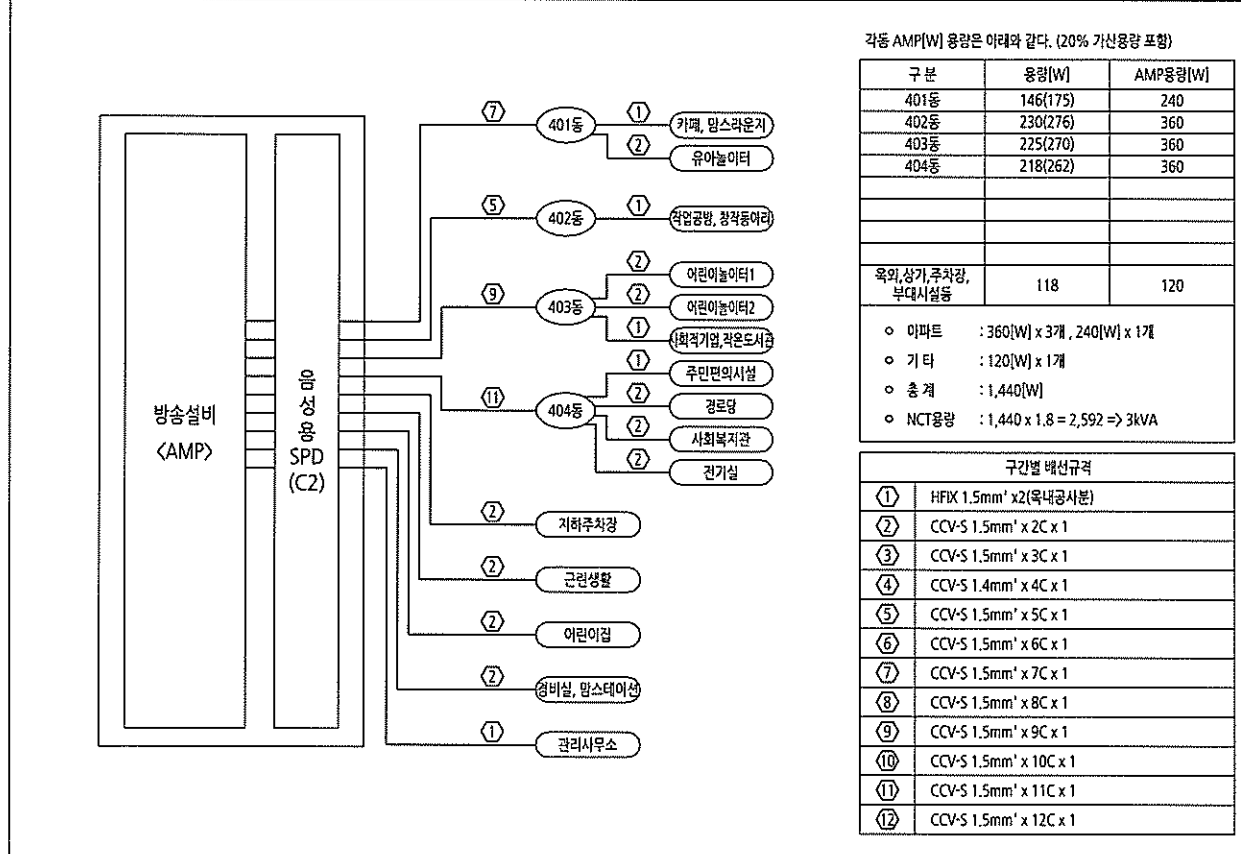 각동 AMP[W] 용량은 아래와 같다. (20% 가산용량 포함)
구 분 용량[W] AMP용량[W]
401동 146(175) 240
402동 230(276) 360
403동 225(270) 360
404동 218(262) 360
옥외,상가,주차장,
부대시설등 118 120
○ 아파트 : 360[W] x 3개 , 240[W] x 1개
○ 기 타 : 120[W] x 1개
○ 총 계 : 1,440[W]
○ NCT용량 : 1,440 x 1.8 = 2,592 => 3kVA
구간별 배선규격
1 HFIX 1.5mm' x2(옥내공사분)
2 CCV-S 1.5mm' x 2C x 1
3 CCV-S 1.5mm' x 3C x 1
4 CCV-S 1.4mm' x 4C x 1
5 CCV-S 1.5mm' x 5C x 1
6 CCV-S 1.5mm' x 6C x 1
7 CCV-S 1.5mm' x 7C x 1
8 CCV-S 1.5mm' x 8C x 1
9 CCV-S 1.5mm' x 9C x 1
10 CCV-S 1.5mm' x 10C x 1
11 CCV-S 1.5mm' x 11C x 1
12 CCV-S 1.5mm' x 12C x 1
방송설비
<AMP>
음
성
용
SPD
(C2)
7 401동
1 카페, 맘스라운지
2 유아놀이터
5 402동
1 작업공방, 창작동아리
9 403동
2 어린이놀이터1
2 어린이놀이터2
1 사회적기업,작은도서관
11 404동
1 주민편의시설
2 경로당
2 사회복지관
2 전기실
2 지하주차장
2 근린생활
2 어린이집
2 경비실, 맘스테이션
1 관리사무소